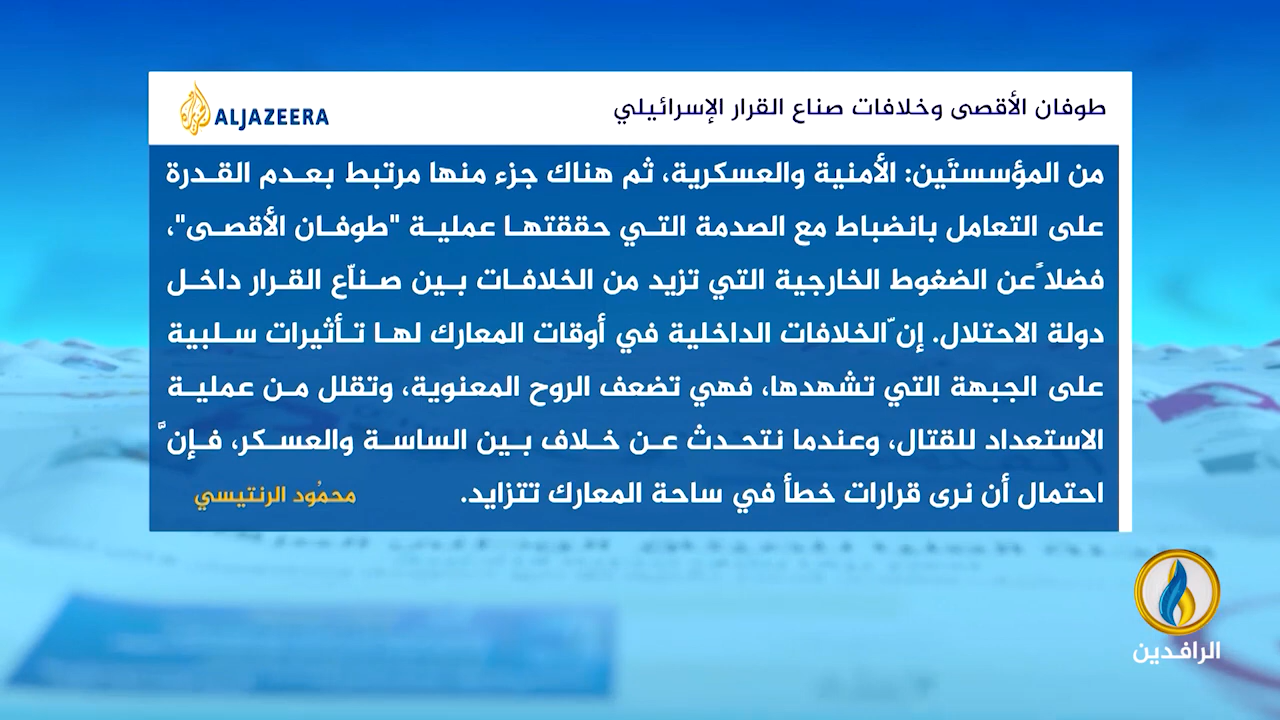 طوفان الأقصى وخلافات صناع القرار الإسرائيلي
ALJAZEERA
من المؤسستَين: الأمنية والعسكرية، ثم هناك جزء منها مرتبط بعدم القدرة
على التعامل بانضباط مع الصدمة التي حققتها عملية "طوفان الأقصى"،
فضلاً عن الضغوط الخارجية التي تزيد من الخلافات بين صنّاع القرار داخل
دولة الاحتلال. إنّ الخلافات الداخلية في أوقات المعارك لها تأثيرات سلبية
على الجبهة التي تشهدها، فهي تضعف الروح المعنوية، وتقلل من عملية
الاستعداد للقتال، وعندما نتحدث عن خلاف بين الساسة والعسكر، فإنَّ
احتمال أن نرى قرارات خطأ في ساحة المعارك تتزايد.
محمُود الرنتيسي
الرافدين